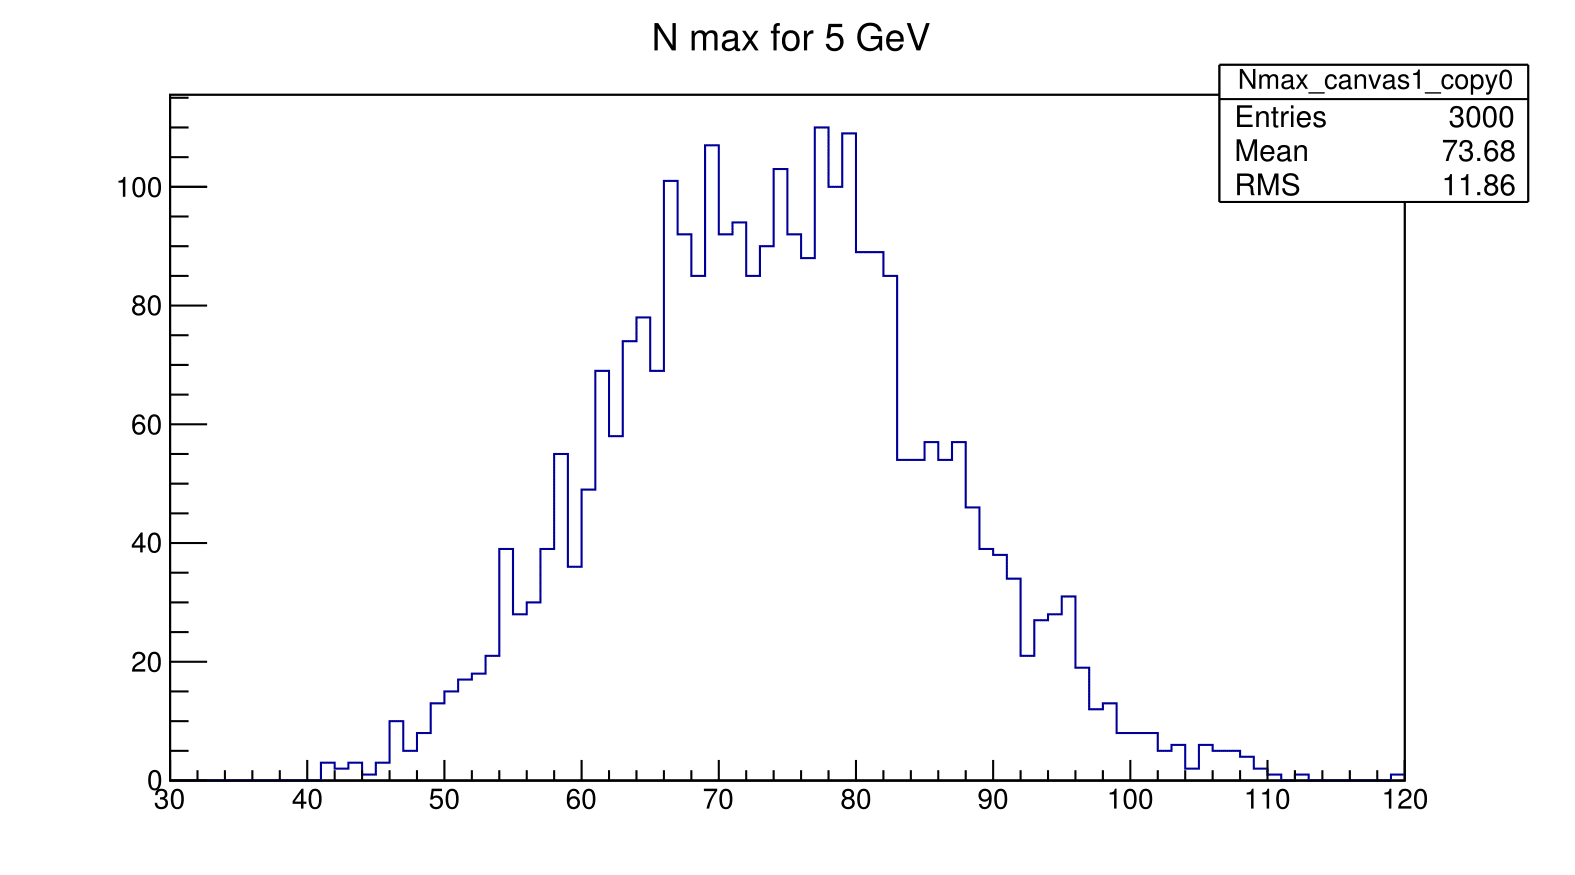 N max for 5 GeV
Nmax_canvas1_copy0
Entries 3000
Mean 73.68
RMS 11.86
100
80
60
40
20
0
30 40 50 60 70 80 90 100 110 120